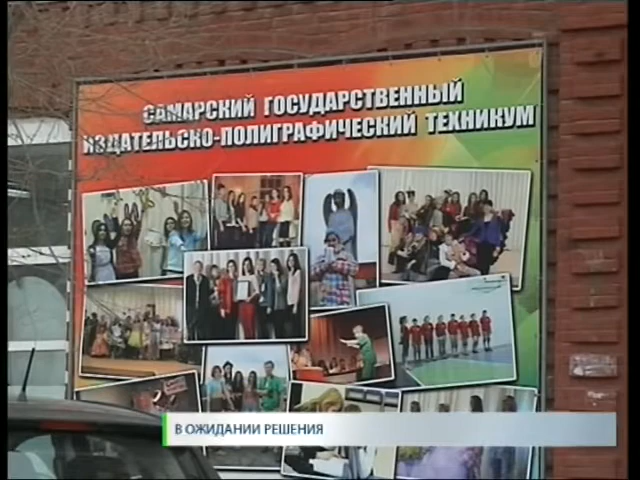 САМАРСКИЙ ГОСУДАРСТВЕННЫЙ
ИЗДАТЕЛЬСКО-ПОЛИГРАФИЧЕСКИЙ ТЕХНИКУМ
В ОЖИДАНИИ РЕШЕНИЯ